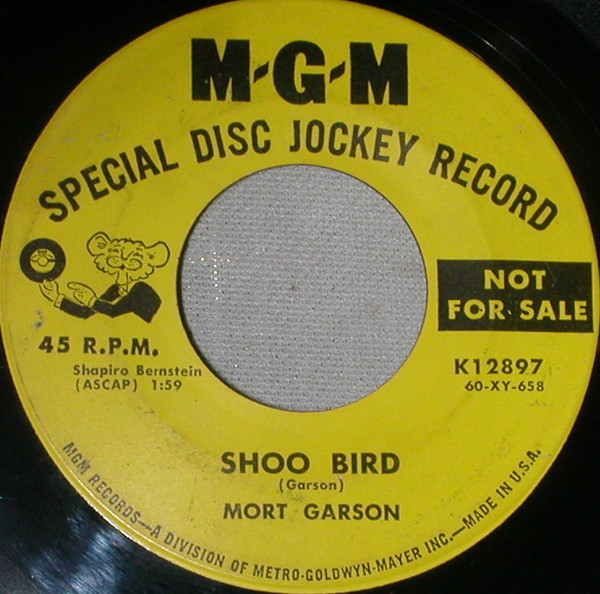 M-G-M
SPECIAL DISC JOCKEY RECORD
NOT
FOR SALE
45 R.P.M.
Shapiro Bernstein
(ASCAP) 1:59
K12897
60-XY-658
SHOO BIRD
(Garson)
MORT GARSON
MGM RECORDS—A DIVISION OF METRO-GOLDWYN-MAYER INC.—MADE IN U.S.A.